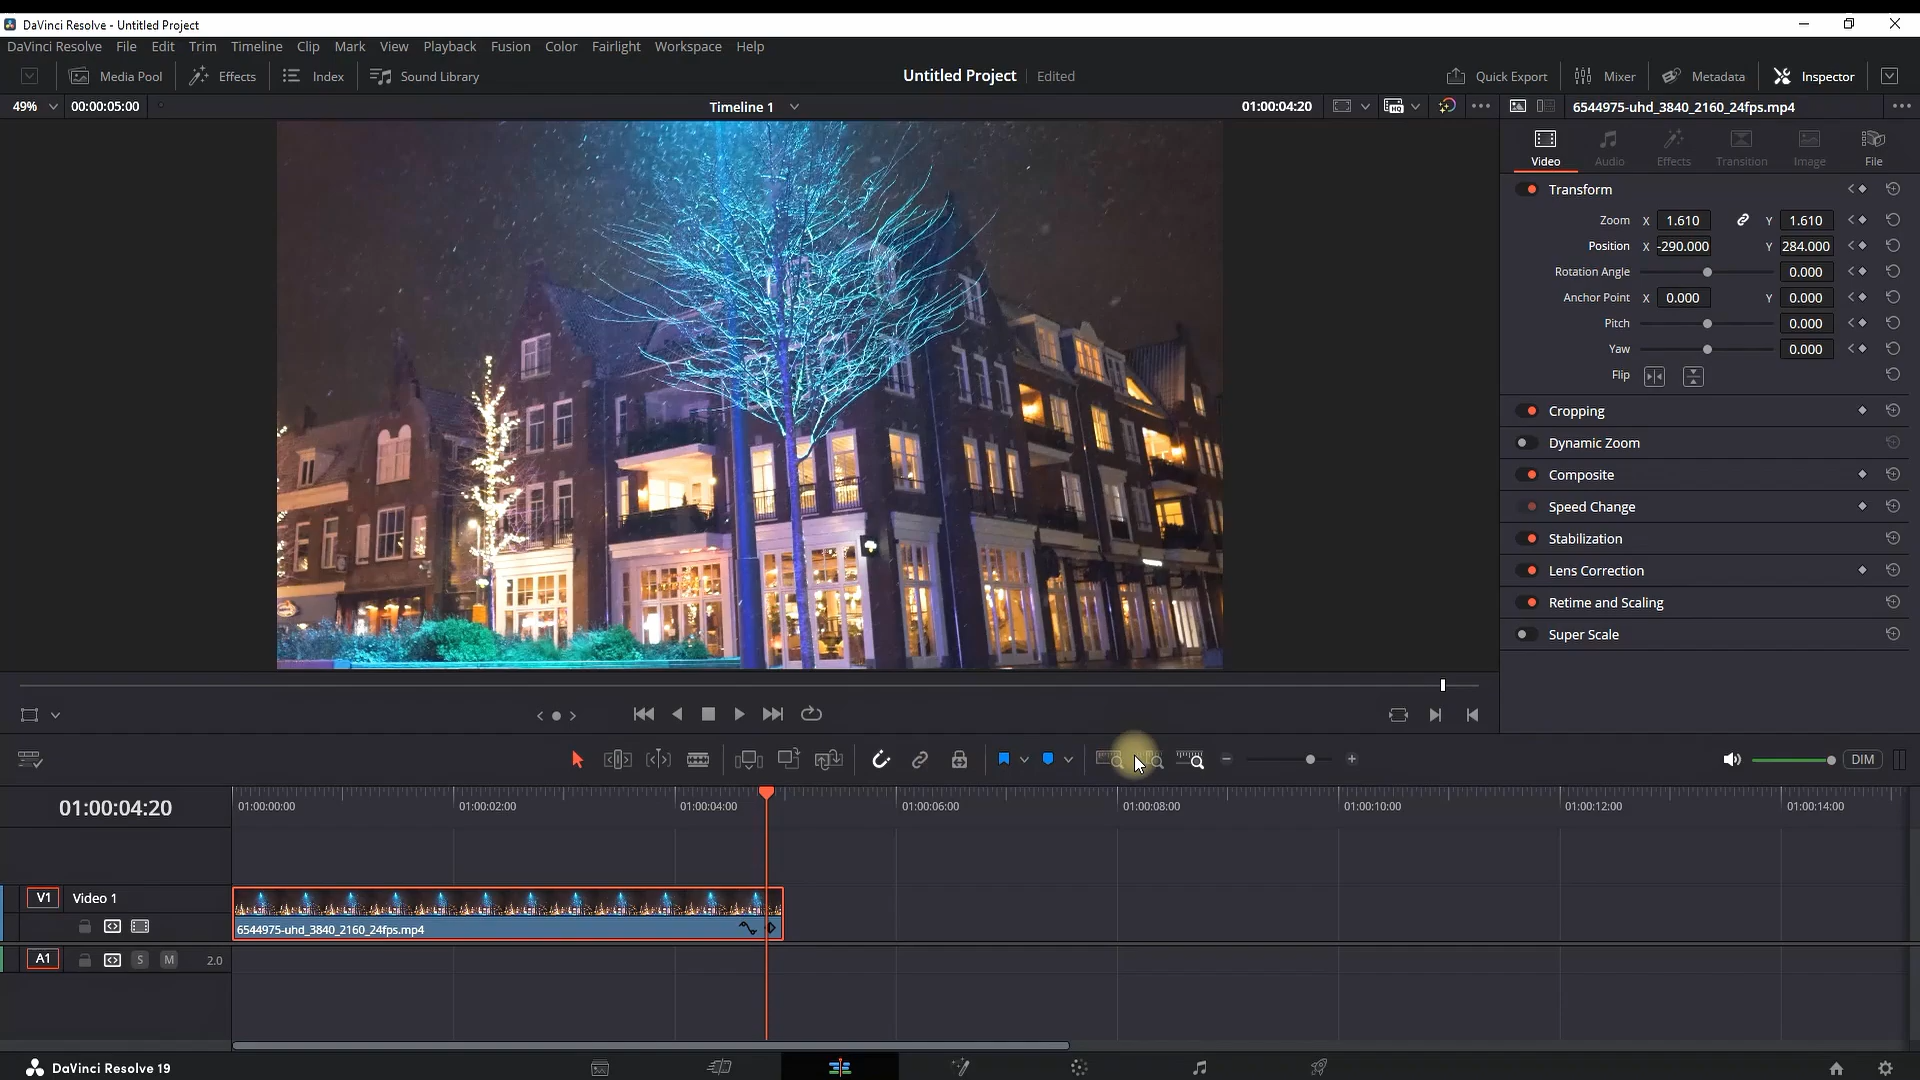 DaVinci Resolve - Untitled Project
DaVinci Resolve File Edit Trim Timeline Clip Mark View Playback Fusion Color Fairlight Workspace Help
Media Pool Effects Index Sound Library Untitled Project Edited Quick Export Mixer Metadata Inspector
49% 00:00:05:00 Timeline 1 01:00:04:20 6544975-uhd_3840_2160_24fps.mp4
Video Audio Effects Transition Image File
Transform
Zoom X 1.610 Y 1.610
Position X -290.000 Y 284.000
Rotation Angle 0.000
Anchor Point X 0.000 Y 0.000
Pitch 0.000
Yaw 0.000
Flip
Cropping
Dynamic Zoom
Composite
Speed Change
Stabilization
Lens Correction
Retime and Scaling
Super Scale
DIM
01:00:04:20
01:00:00:00 01:00:02:00 01:00:04:00 01:00:06:00 01:00:08:00 01:00:10:00 01:00:12:00 01:00:14:00
V1 Video 1
6544975-uhd_3840_2160_24fps.mp4
A1 S M 2.0
DaVinci Resolve 19